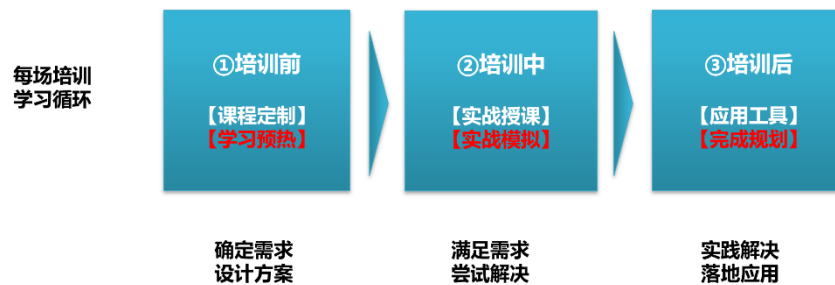 每场培训
学习循环
①培训前
【课程定制】
【学习预热】
②培训中
【实战授课】
【实战模拟】
③培训后
【应用工具】
【完成规划】
确定需求
设计方案
满足需求
尝试解决
实践解决
落地应用